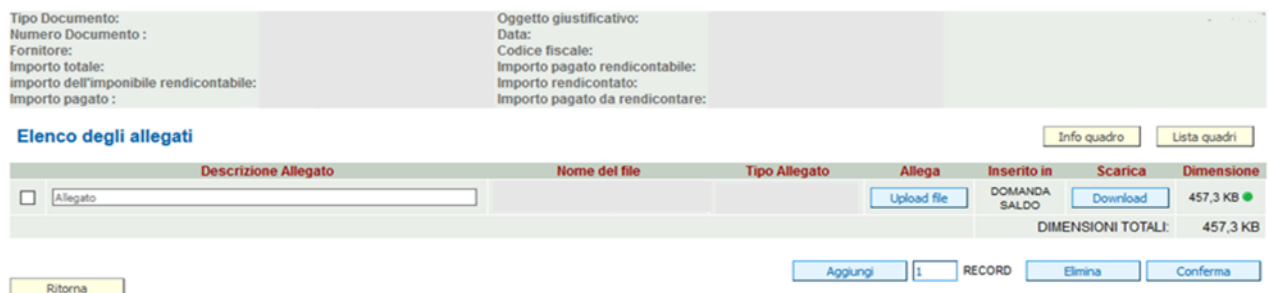 Tipo Documento: Oggetto giustificativo:
Numero Documento : Data:
Fornitore: Codice fiscale:
Importo totale: Importo pagato rendicontabile:
importo dell'imponibile rendicontabile: Importo rendicontato:
Importo pagato : Importo pagato da rendicontare:
Elenco degli allegati Info quadro Lista quadri
Descrizione Allegato Nome del file Tipo Allegato Allega Inserito in Scarica Dimensione
Allegato Upload file DOMANDA SALDO Download 457,3 KB
DIMENSIONI TOTALI: 457,3 KB
Aggiungi 1 RECORD Elimina Conferma
Ritorna